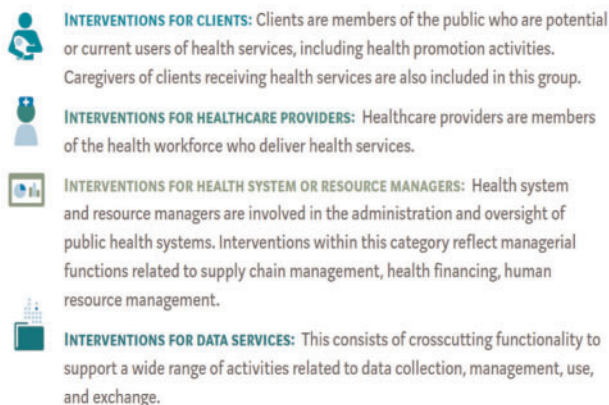 INTERVENTIONS FOR CLIENTS: Clients are members of the public who are potential
or current users of health services, including health promotion activities.
Caregivers of clients receiving health services are also included in this group.
INTERVENTIONS FOR HEALTHCARE PROVIDERS: Healthcare providers are members
of the health workforce who deliver health services.
INTERVENTIONS FOR HEALTH SYSTEM OR RESOURCE MANAGERS: Health system
and resource managers are involved in the administration and oversight of
public health systems. Interventions within this category reflect managerial
functions related to supply chain management, health financing, human
resource management.
INTERVENTIONS FOR DATA SERVICES: This consists of crosscutting functionality to
support a wide range of activities related to data collection, management, use,
and exchange.